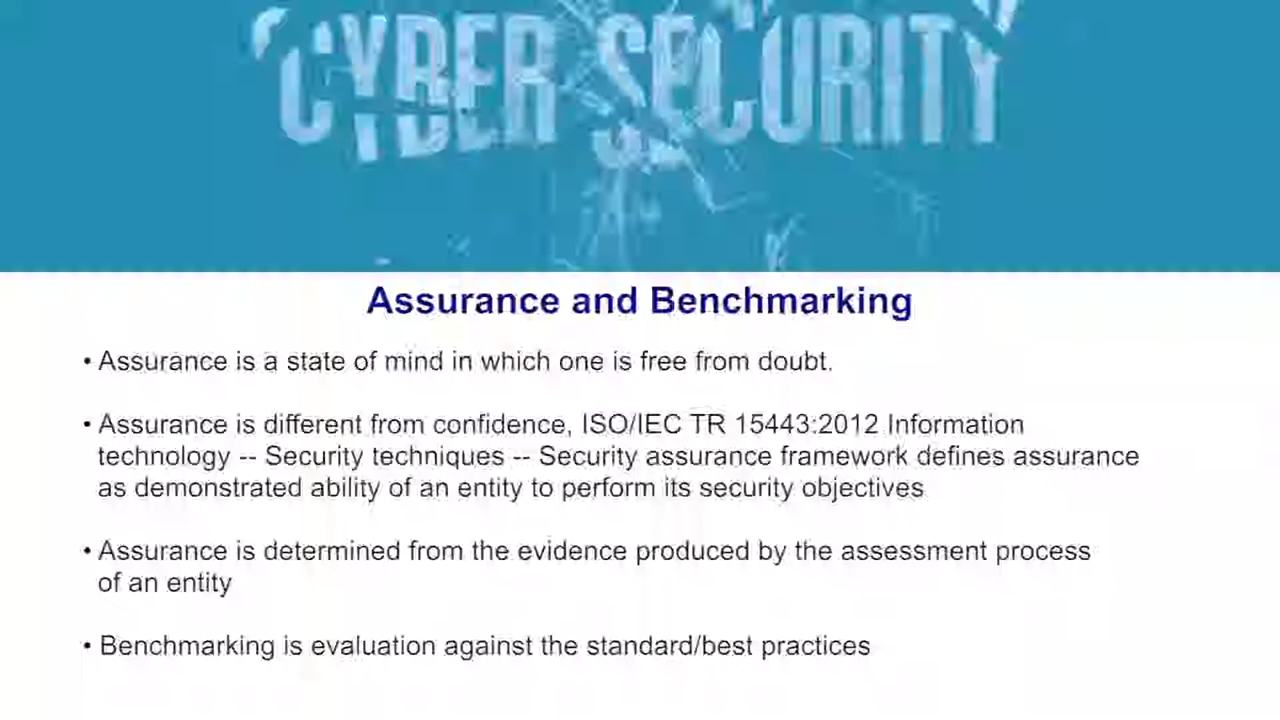 CYBER SECURITY
Assurance and Benchmarking
• Assurance is a state of mind in which one is free from doubt.
• Assurance is different from confidence, ISO/IEC TR 15443:2012 Information
technology -- Security techniques -- Security assurance framework defines assurance
as demonstrated ability of an entity to perform its security objectives
• Assurance is determined from the evidence produced by the assessment process
of an entity
• Benchmarking is evaluation against the standard/best practices